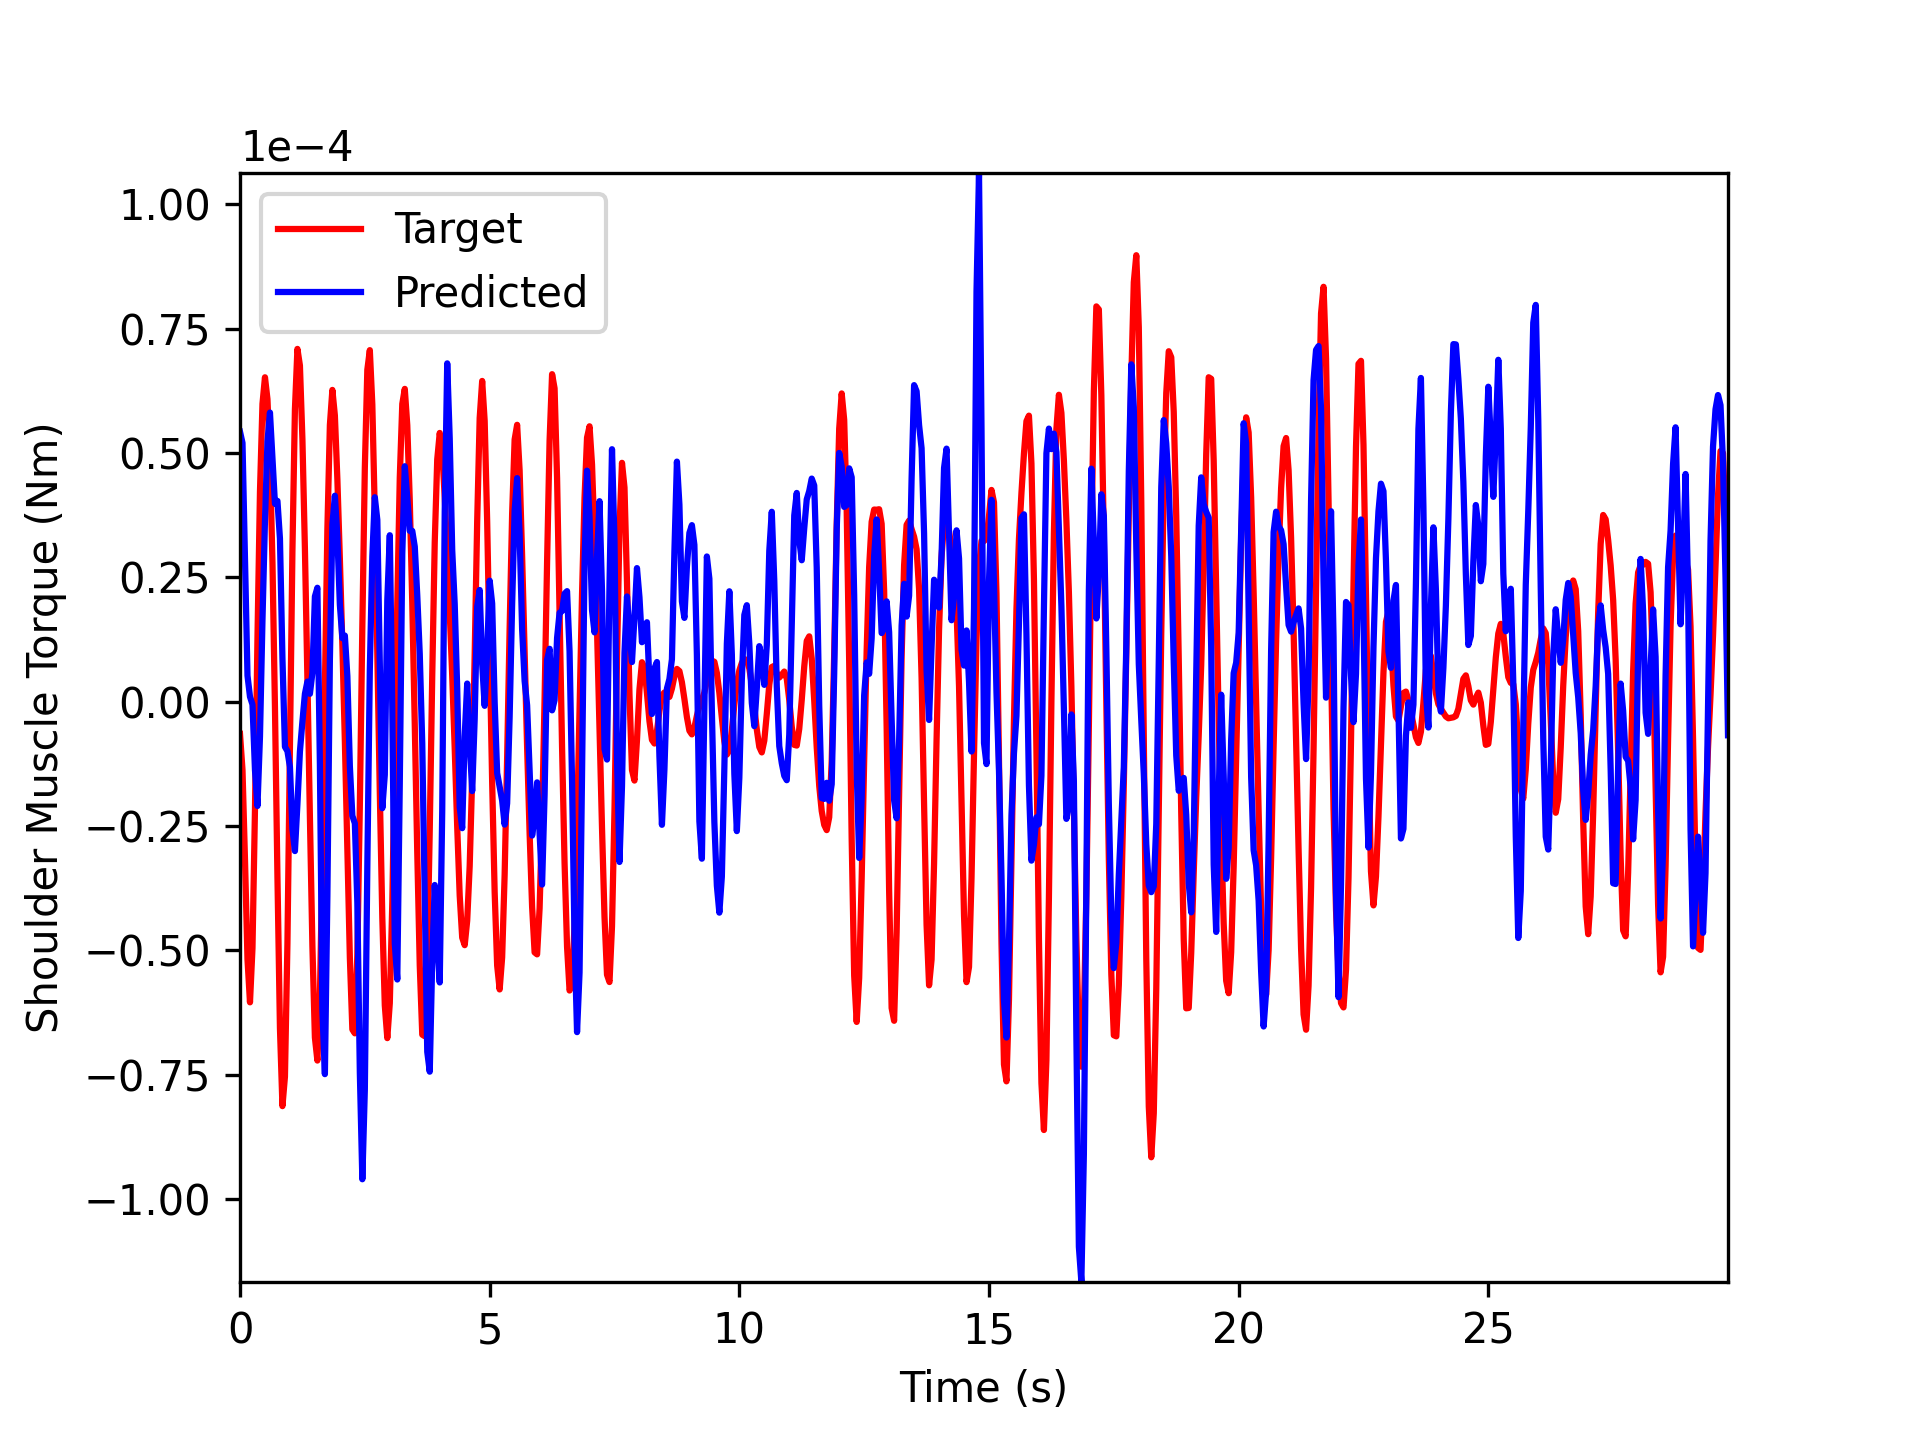 1e−4
1.00
0.75
0.50
0.25
0.00
−0.25
−0.50
−0.75
−1.00
Shoulder Muscle Torque (Nm)
Target
Predicted
0 5 10 15 20 25
Time (s)